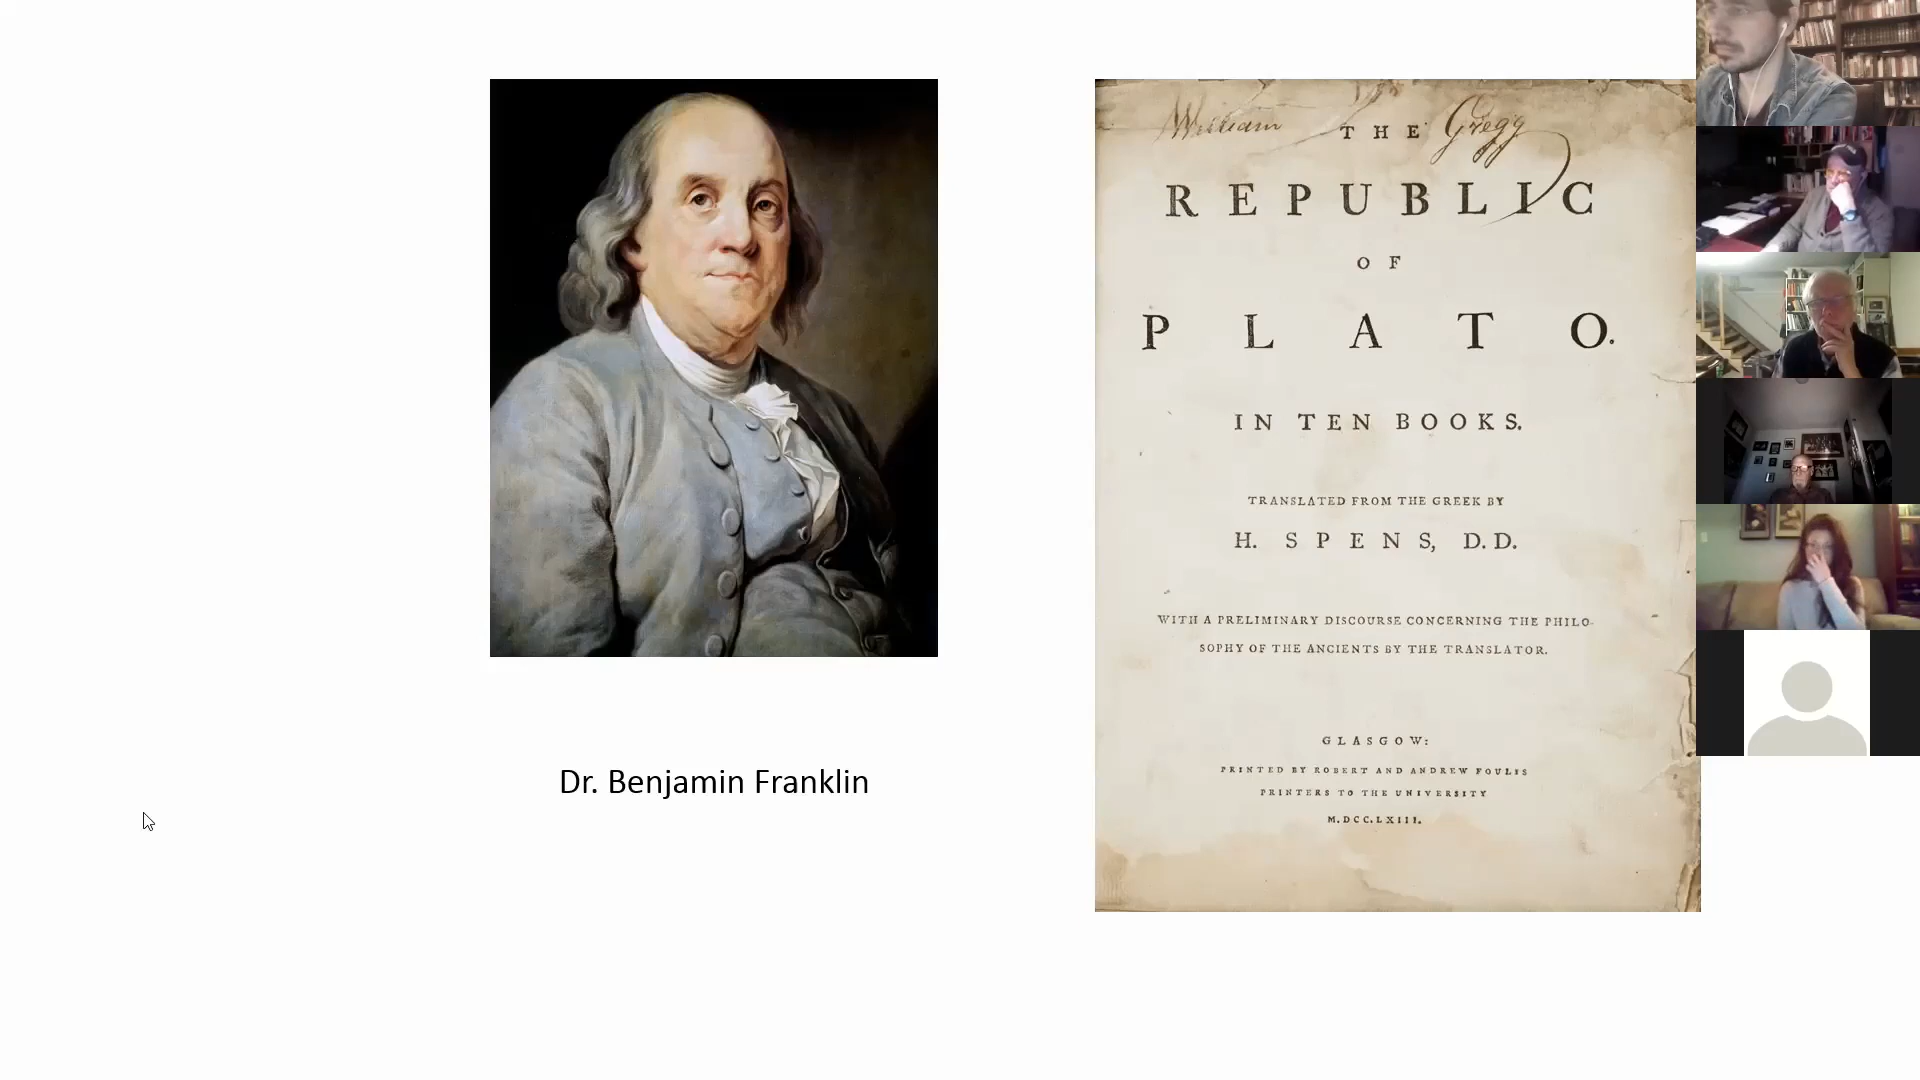 Dr. Benjamin Franklin
William Gregg
THE
REPUBLIC
OF
PLATO.
IN TEN BOOKS.
TRANSLATED FROM THE GREEK BY
H. SPENS, D.D.
WITH A PRELIMINARY DISCOURSE CONCERNING THE PHILO-
SOPHY OF THE ANCIENTS BY THE TRANSLATOR.
GLASGOW:
PRINTED BY ROBERT AND ANDREW FOULIS
PRINTERS TO THE UNIVERSITY
M.DCC.LXIII.